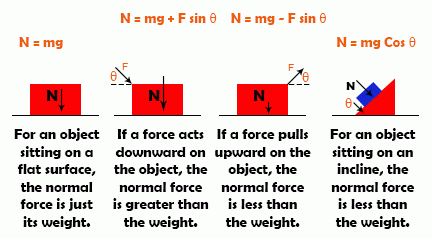 N = mg + F sin θ
N = mg - F sin θ
N = mg
N = mg Cos θ
θ
F
N
N
F
θ
N
N
θ
For an object
sitting on a
flat surface,
the normal
force is just
its weight.
If a force acts
downward on
the object, the
normal force
is greater than
the weight.
If a force pulls
upward on the
object, the
normal force
is less than
the weight.
For an object
sitting on an
incline, the
normal force
is less than
the weight.